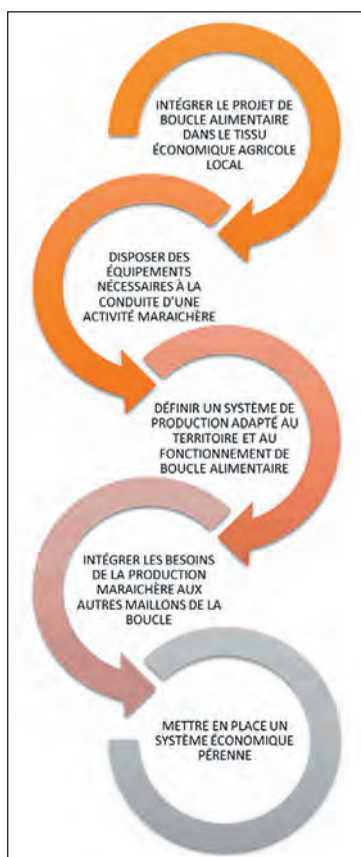 INTÉGRER LE PROJET DE
BOUCLE ALIMENTAIRE
DANS LE TISSU
ÉCONOMIQUE AGRICOLE
LOCAL
DISPOSER DES
ÉQUIPEMENTS
NÉCESSAIRES À LA
CONDUITE D'UNE
ACTIVITÉ MARAICHÈRE
DÉFINIR UN SYSTÈME DE
PRODUCTION ADAPTÉ AU
TERRITOIRE ET AU
FONCTIONNEMENT DE
BOUCLE ALIMENTAIRE
INTÉGRER LES BESOINS
DE LA PRODUCTION
MARAICHÈRE AUX
AUTRES MAILLONS DE LA
BOUCLE
METTRE EN PLACE UN
SYSTÈME ÉCONOMIQUE
PÉRENNE